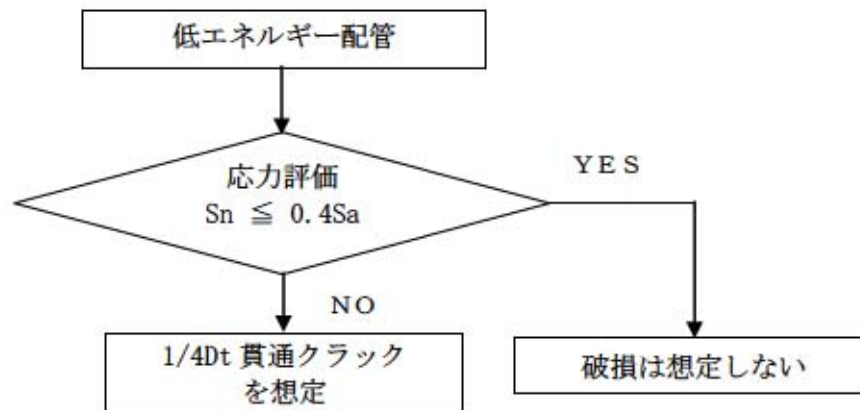 低エネルギー配管
応力評価
Sn ≦ 0.4Sa
YES
NO
1/4Dt 貫通クラック
を想定
破損は想定しない